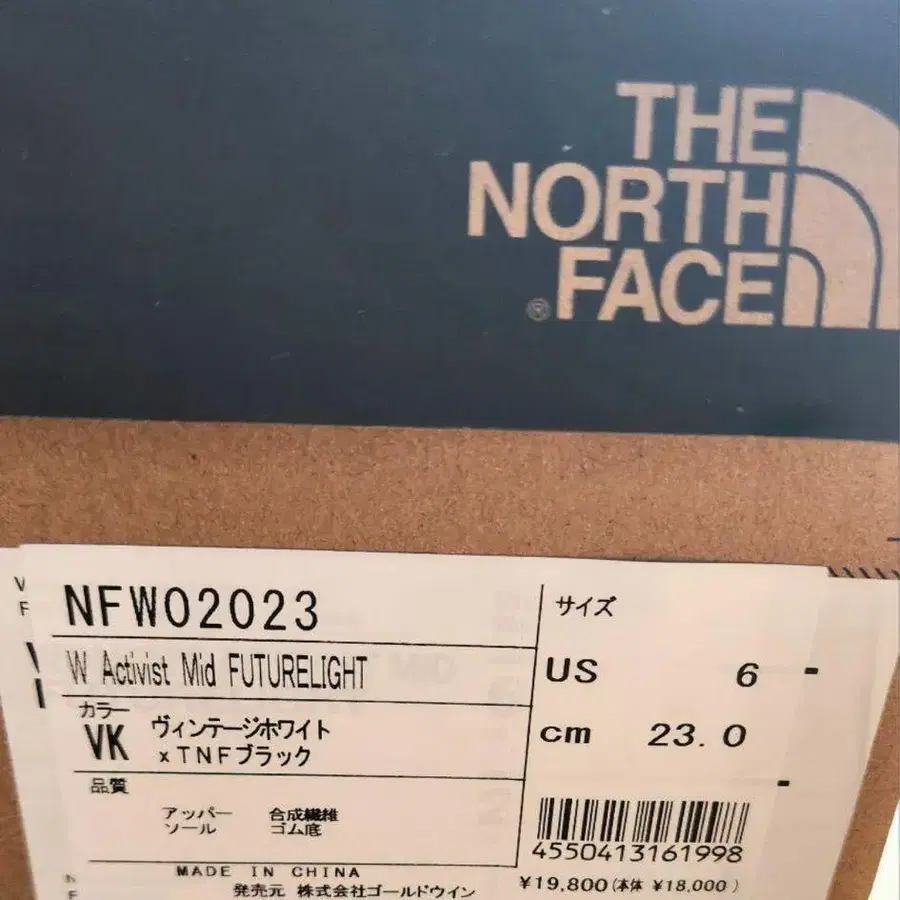 THE
NORTH
FACE
®
NFW02023
W Activist Mid FUTURELIGHT
カラー
VK
ヴィンテージホワイト
xTNFブラック
品質
アッパー 合成繊維
ソール ゴム底
MADE IN CHINA
発売元 株式会社ゴールドウイン
サイズ
US 6
cm 23.0
4550413161998
¥19,800(本体 ¥18,000)